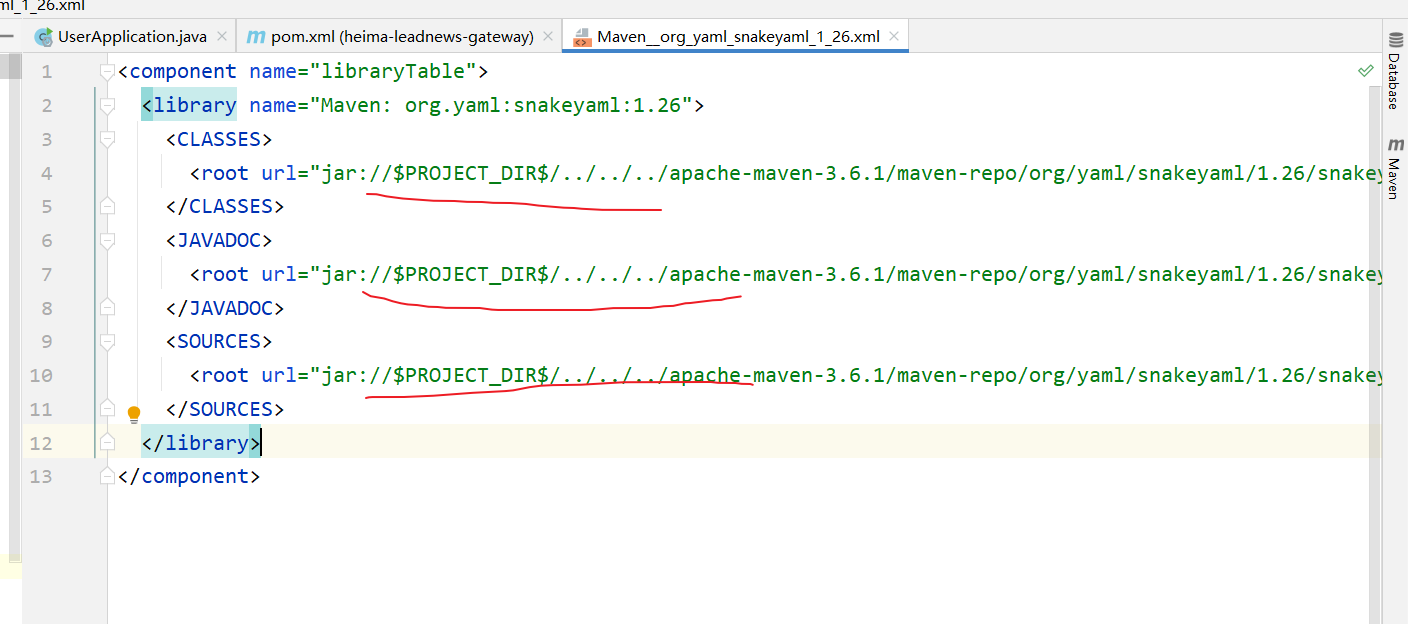 ml_1_26.xml
UserApplication.java
m pom.xml (heima-leadnews-gateway)
Maven__org_yaml_snakeyaml_1_26.xml
1 <component name="libraryTable">
2 <library name="Maven: org.yaml:snakeyaml:1.26">
3 <CLASSES>
4 <root url="jar://$PROJECT_DIR$/../../../apache-maven-3.6.1/maven-repo/org/yaml/snakeyaml/1.26/snakey
5 </CLASSES>
6 <JAVADOC>
7 <root url="jar://$PROJECT_DIR$/../../../apache-maven-3.6.1/maven-repo/org/yaml/snakeyaml/1.26/snakey
8 </JAVADOC>
9 <SOURCES>
10 <root url="jar://$PROJECT_DIR$/../../../apache-maven-3.6.1/maven-repo/org/yaml/snakeyaml/1.26/snakey
11 </SOURCES>
12 </library>
13 </component>
Database
m Maven